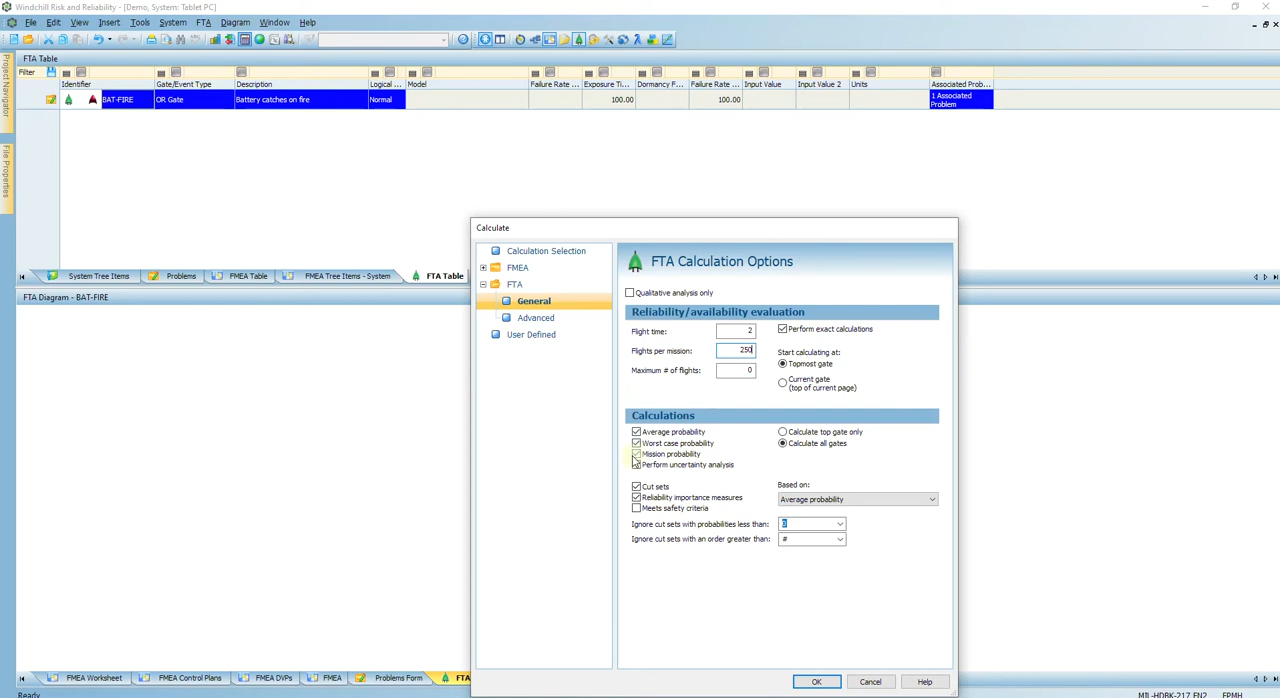 Windchill Risk and Reliability - [Demo, System: Tablet PC]
File Edit View Insert Tools System FTA Diagram Window Help
FTA Table
Filter
Identifier Gate/Event Type Description Logical ... Model Failure Rate ... Exposure Ti... Dormancy F... Failure Rate ... Input Value Input Value 2 Units Associated Prob...
BAT-FIRE OR Gate Battery catches on fire Normal 100.00 100.00 1 Associated
Problem
Project Navigator
File Properties
System Tree Items Problems FMEA Table FMEA Tree Items - System FTA Table
FTA Diagram - BAT-FIRE
Calculate
Calculation Selection
FMEA
FTA
General
Advanced
User Defined
FTA Calculation Options
Qualitative analysis only
Reliability/availability evaluation
Flight time: 2 Perform exact calculations
Flights per mission: 250 Start calculating at:
Topmost gate
Maximum # of flights: 0
Current gate
(top of current page)
Calculations
Average probability Calculate top gate only
Worst case probability Calculate all gates
Mission probability
Perform uncertainty analysis
Cut sets Based on:
Reliability importance measures Average probability
Meets safety criteria
Ignore cut sets with probabilities less than: 0
Ignore cut sets with an order greater than: #
OK Cancel Help
FMEA Worksheet FMEA Control Plans FMEA DVPs FMEA Problems Form FTA
Ready MIL-HDBK-217 FN2 FPMH